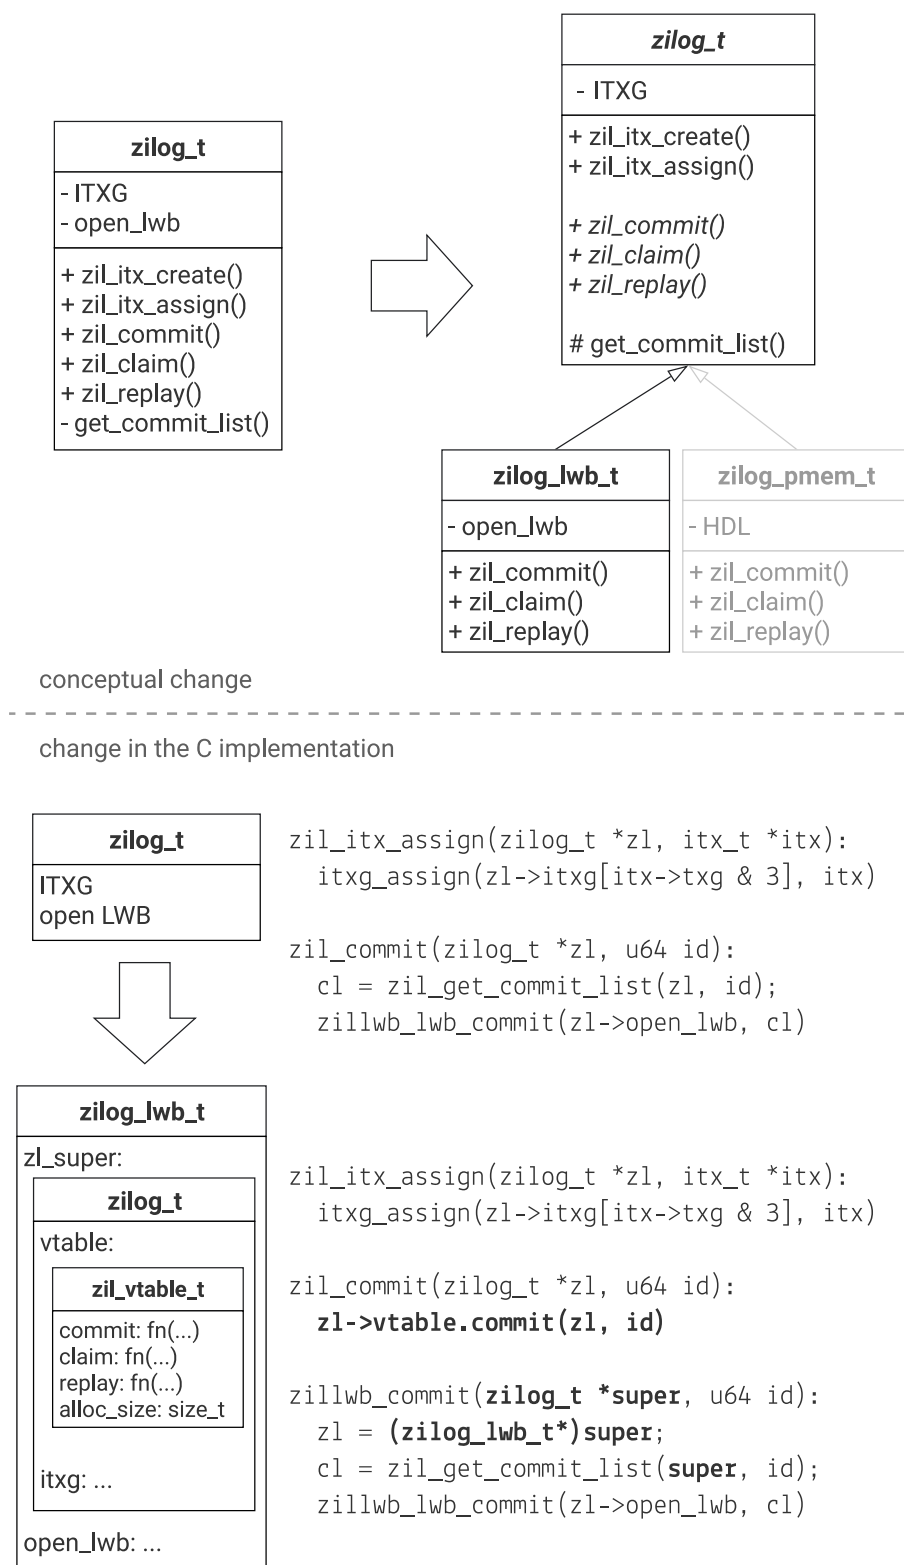 zilog_t
- ITXG
- open_lwb
+ zil_itx_create()
+ zil_itx_assign()
+ zil_commit()
+ zil_claim()
+ zil_replay()
- get_commit_list()
zilog_t
- ITXG
+ zil_itx_create()
+ zil_itx_assign()
+ zil_commit()
+ zil_claim()
+ zil_replay()
# get_commit_list()
zilog_lwb_t
- open_lwb
+ zil_commit()
+ zil_claim()
+ zil_replay()
zilog_pmem_t
- HDL
+ zil_commit()
+ zil_claim()
+ zil_replay()
conceptual change
change in the C implementation
zilog_t
ITXG
open LWB
zil_itx_assign(zilog_t *zl, itx_t *itx):
itxg_assign(zl->itxg[itx->txg & 3], itx)
zil_commit(zilog_t *zl, u64 id):
cl = zil_get_commit_list(zl, id);
zillwb_lwb_commit(zl->open_lwb, cl)
zilog_lwb_t
zl_super:
zilog_t
vtable:
zil_vtable_t
commit: fn(...)
claim: fn(...)
replay: fn(...)
alloc_size: size_t
itxg: ...
open_lwb: ...
zil_itx_assign(zilog_t *zl, itx_t *itx):
itxg_assign(zl->itxg[itx->txg & 3], itx)
zil_commit(zilog_t *zl, u64 id):
zl->vtable.commit(zl, id)
zillwb_commit(zilog_t *super, u64 id):
zl = (zilog_lwb_t*)super;
cl = zil_get_commit_list(super, id);
zillwb_lwb_commit(zl->open_lwb, cl)